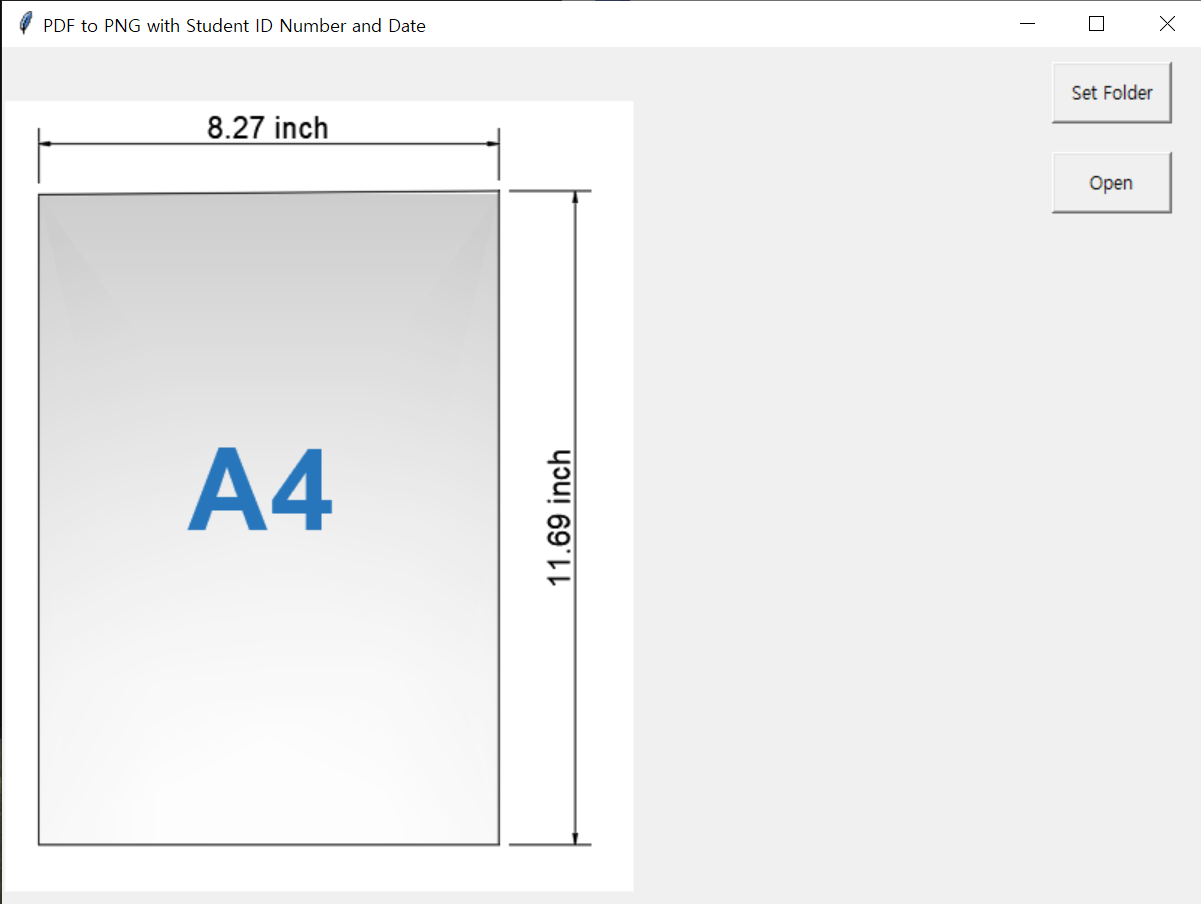 PDF to PNG with Student ID Number and Date
Set Folder
8.27 inch
Open
A4
11.69 inch